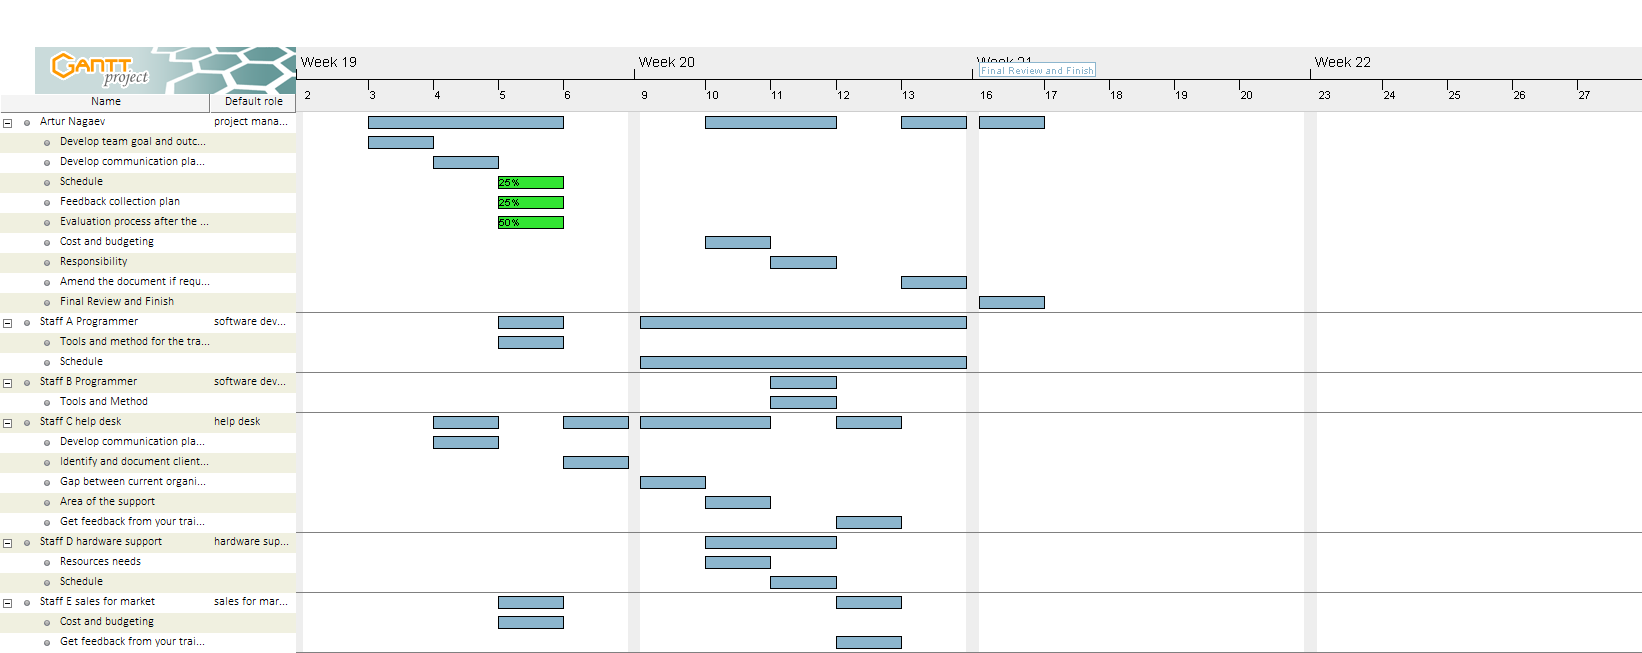 GANTT
project
Week 19 Week 20 Week 21 Week 22
Final Review and Finish
Name Default role
2 3 4 5 6 9 10 11 12 13 16 17 18 19 20 23 24 25 26 27
Artur Nagaev project mana...
Develop team goal and outc...
Develop communication pla...
Schedule 25%
Feedback collection plan 25%
Evaluation process after the ... 50%
Cost and budgeting
Responsibility
Amend the document if requ...
Final Review and Finish
Staff A Programmer software dev...
Tools and method for the tra...
Schedule
Staff B Programmer software dev...
Tools and Method
Staff C help desk help desk
Develop communication pla...
Identify and document client...
Gap between current organi...
Area of the support
Get feedback from your trai...
Staff D hardware support hardware sup...
Resources needs
Schedule
Staff E sales for market sales for mar...
Cost and budgeting
Get feedback from your trai...